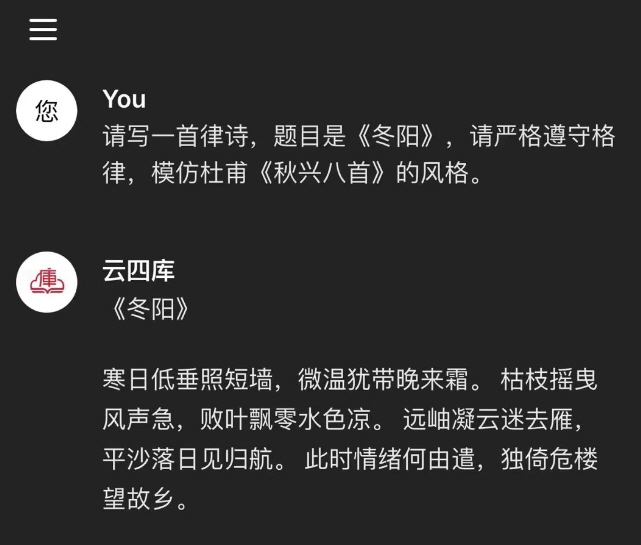 您
You
请写一首律诗，题目是《冬阳》，请严格遵守格
律，模仿杜甫《秋兴八首》的风格。
庫
云四库
《冬阳》
寒日低垂照短墙，微温犹带晚来霜。 枯枝摇曳
风声急，败叶飘零水色凉。 远岫凝云迷去雁，
平沙落日见归航。 此时情绪何由遣，独倚危楼
望故乡。